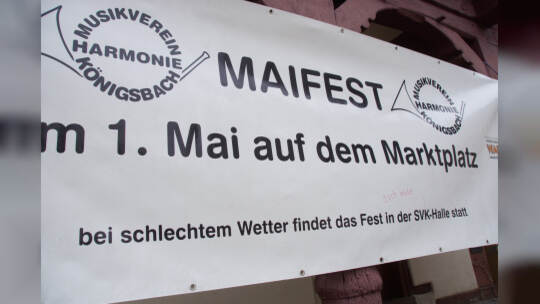 MUSIKVEREIN
HARMONIE
KÖNIGSBACH
MAIFEST
MUSIKVEREIN
HARMONIE
KÖNIGSBACH
m 1. Mai auf dem Marktplatz
bei schlechtem Wetter findet das Fest in der SVK-Halle statt